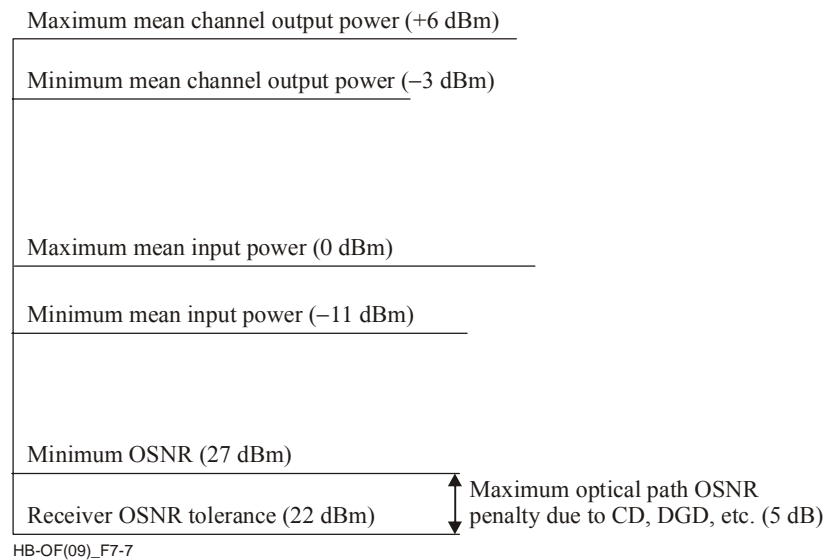 Maximum mean channel output power (+6 dBm)
Minimum mean channel output power (−3 dBm)
Maximum mean input power (0 dBm)
Minimum mean input power (−11 dBm)
Minimum OSNR (27 dBm)
Maximum optical path OSNR
penalty due to CD, DGD, etc. (5 dB)
Receiver OSNR tolerance (22 dBm)
HB-OF(09)_F7-7